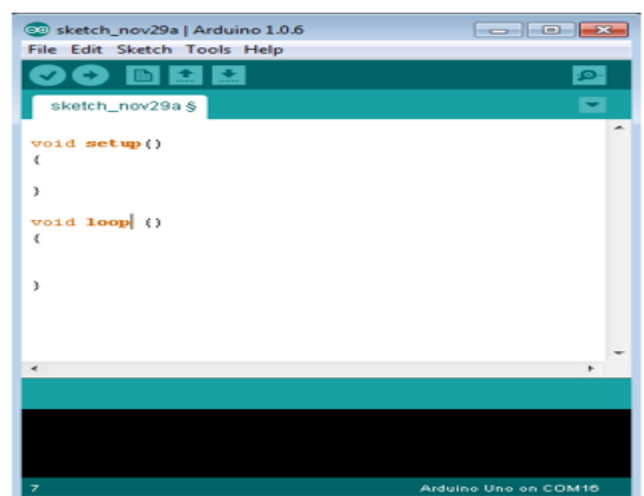 sketch_nov29a | Arduino 1.0.6
File Edit Sketch Tools Help
sketch_nov29a §
void setup()
{
}
void loop ()
{
}
7 Arduino Uno on COM16